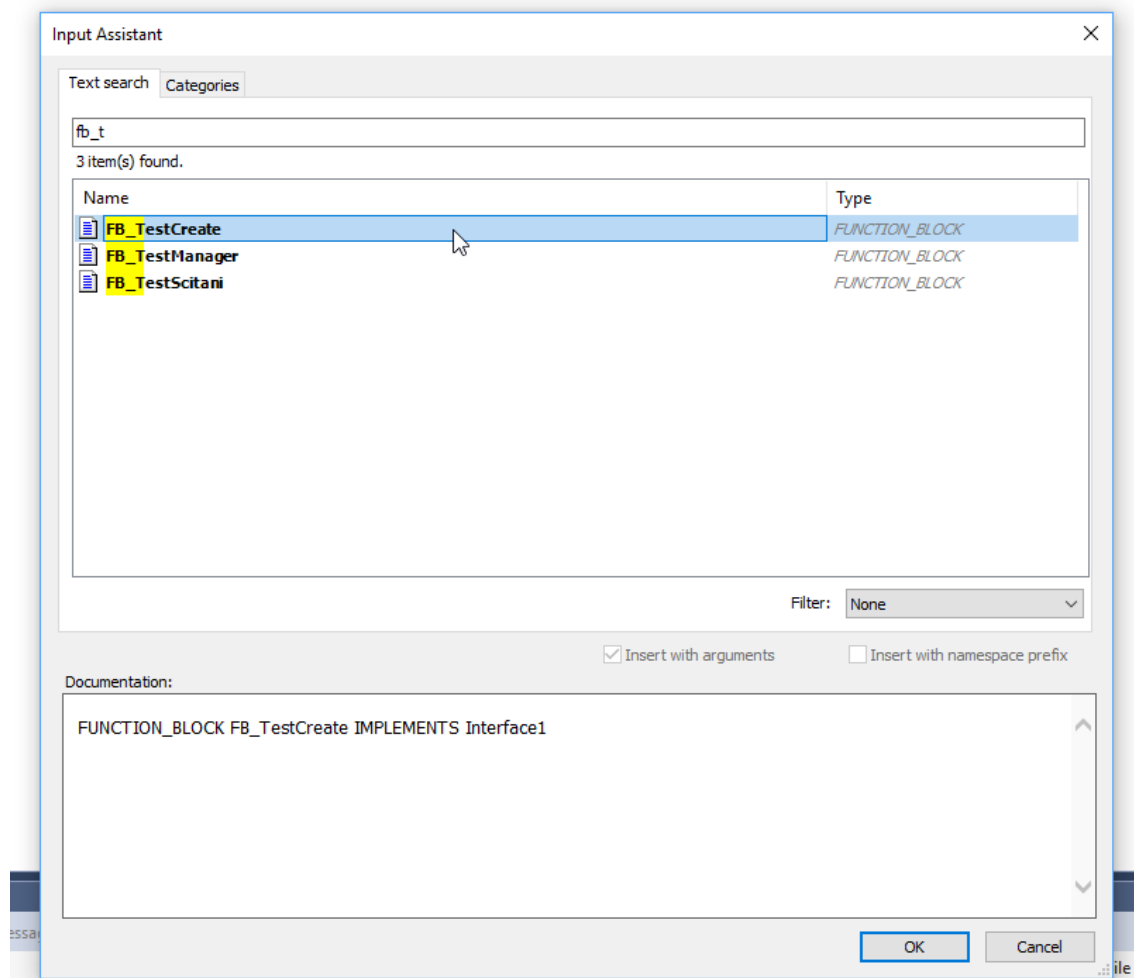 Input Assistant
Text search Categories
fb_t
3 item(s) found.
Name Type
FB_TestCreate FUNCTION_BLOCK
FB_TestManager FUNCTION_BLOCK
FB_TestScitani FUNCTION_BLOCK
Filter: None
Insert with arguments Insert with namespace prefix
Documentation:
FUNCTION_BLOCK FB_TestCreate IMPLEMENTS Interface1
OK Cancel